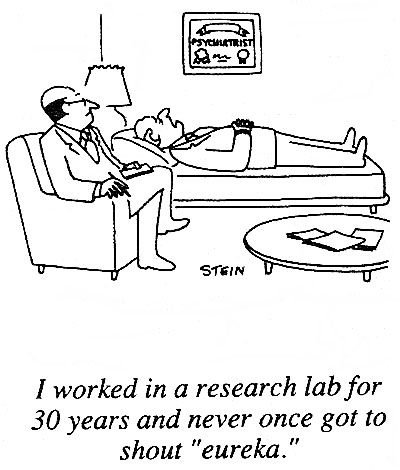 PSYCHIATRIST
STEIN
I worked in a research lab for
30 years and never once got to
shout "eureka."